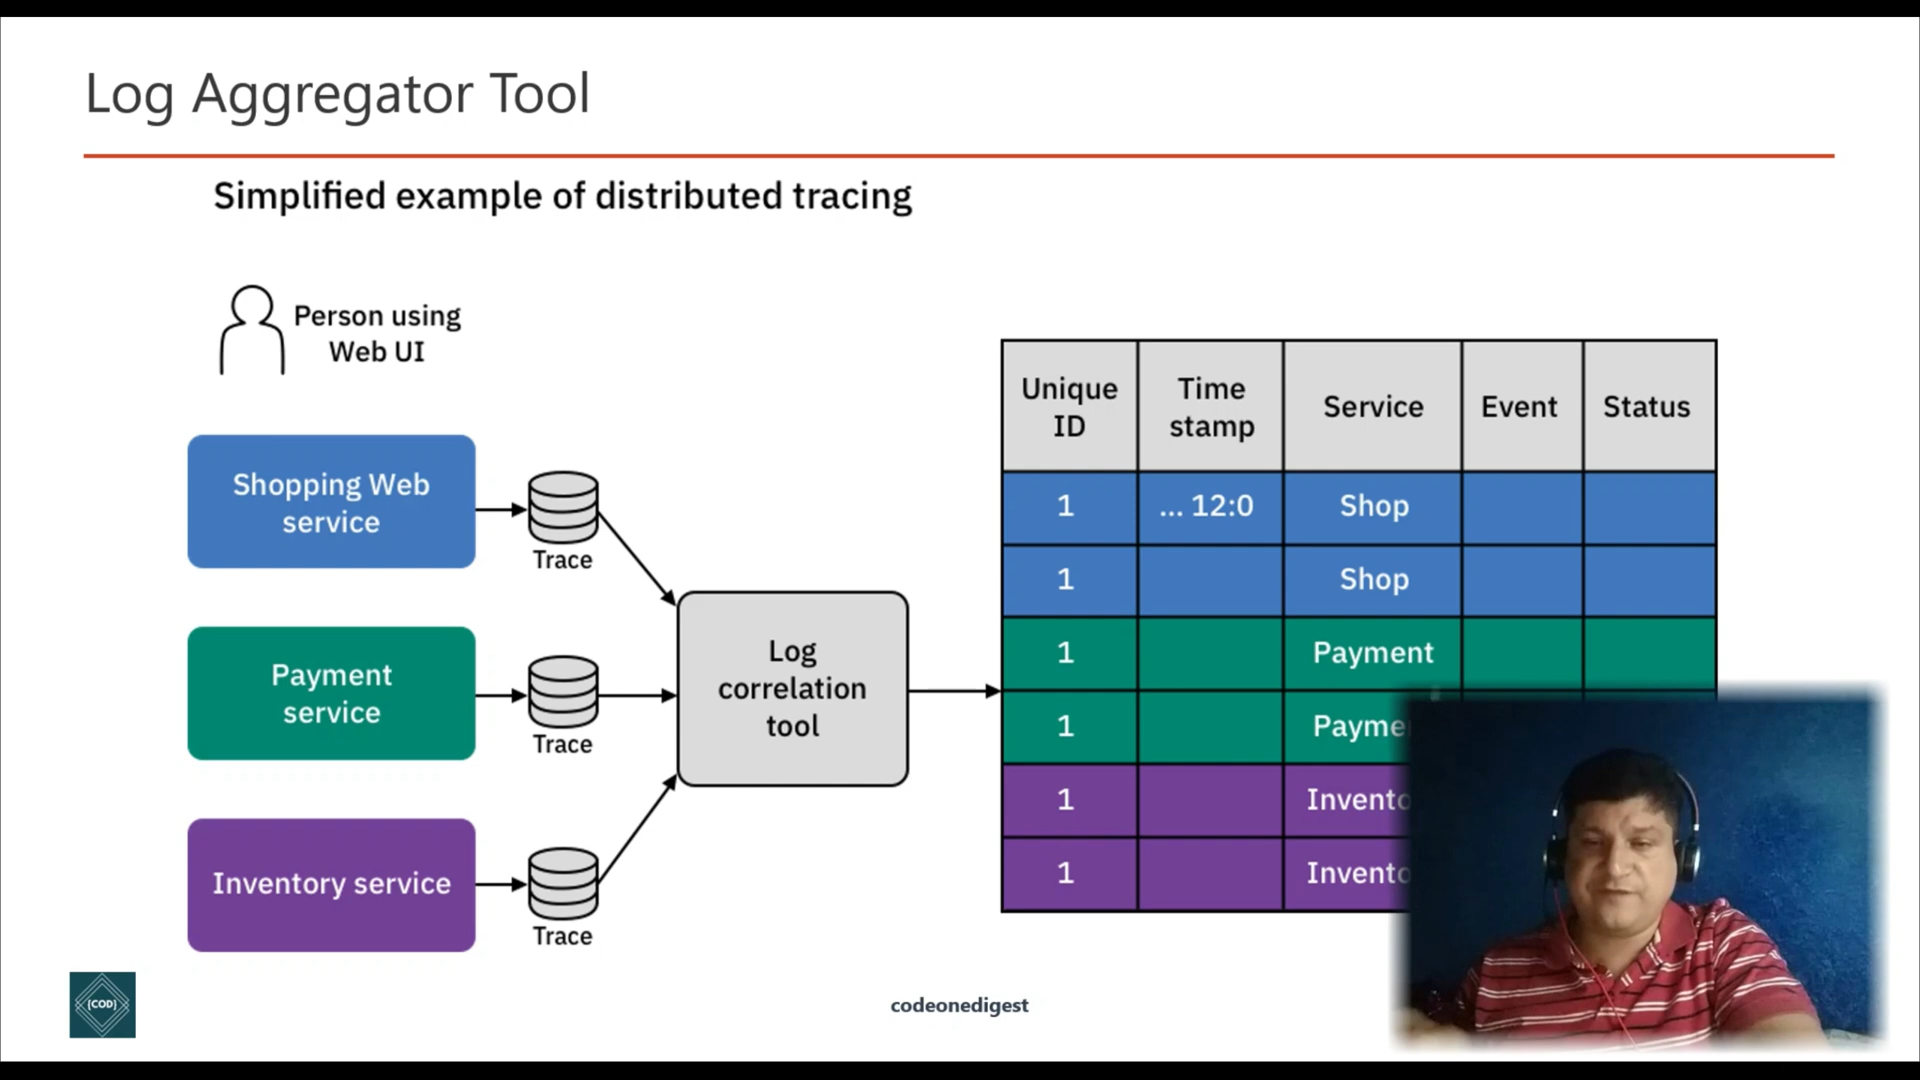 Log Aggregator Tool
Simplified example of distributed tracing
Person using
Web UI
Shopping Web
service
Trace
Payment
service
Trace
Inventory service
Trace
Log
correlation
tool
Unique
ID
Time
stamp
Service
Event
Status
1 ... 12:0 Shop
1 Shop
1 Payment
1 Payme
1 Invento
1 Invento
{COD}
codeonedigest